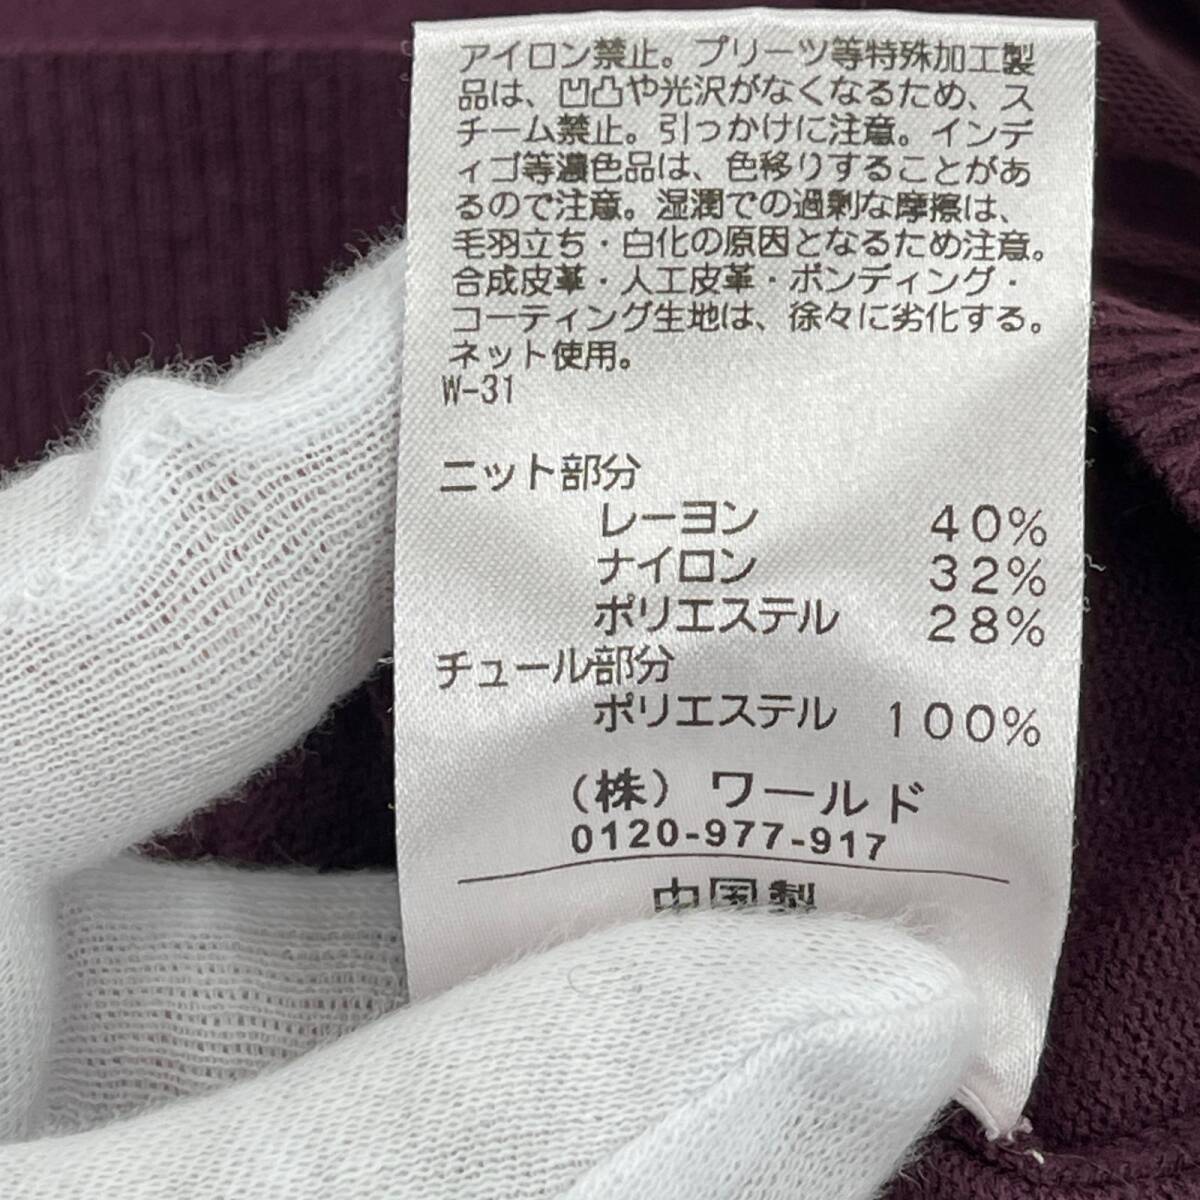 アイロン禁止。プリーツ等特殊加工製
品は、凹凸や光沢がなくなるため、ス
チーム禁止。引っかけに注意。インデ
ィゴ等濃色品は、色移りすることがあ
るので注意。湿潤での過剰な摩擦は、
毛羽立ち・白化の原因となるため注意。
合成皮革・人工皮革・ボンディング・
コーティング生地は、徐々に劣化する。
ネット使用。
W-31
ニット部分
レーヨン 40%
ナイロン 32%
ポリエステル 28%
チュール部分
ポリエステル 100%
(株) ワールド
0120-977-917
中国製